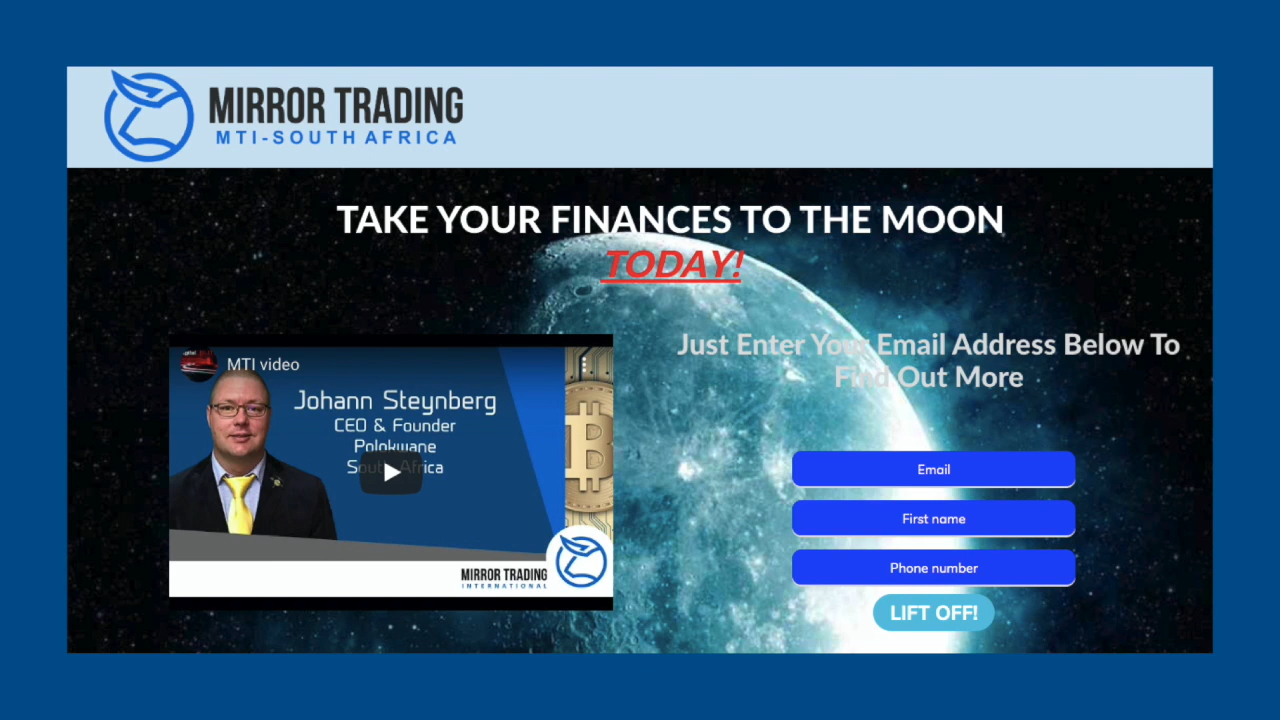 MIRROR TRADING
MTI-SOUTH AFRICA
TAKE YOUR FINANCES TO THE MOON
TODAY!
MTI video
Johann Steynberg
CEO & Founder
Polokwane
South Africa
MIRROR TRADING
INTERNATIONAL
Just Enter Your Email Address Below To
Find Out More
Email
First name
Phone number
LIFT OFF!